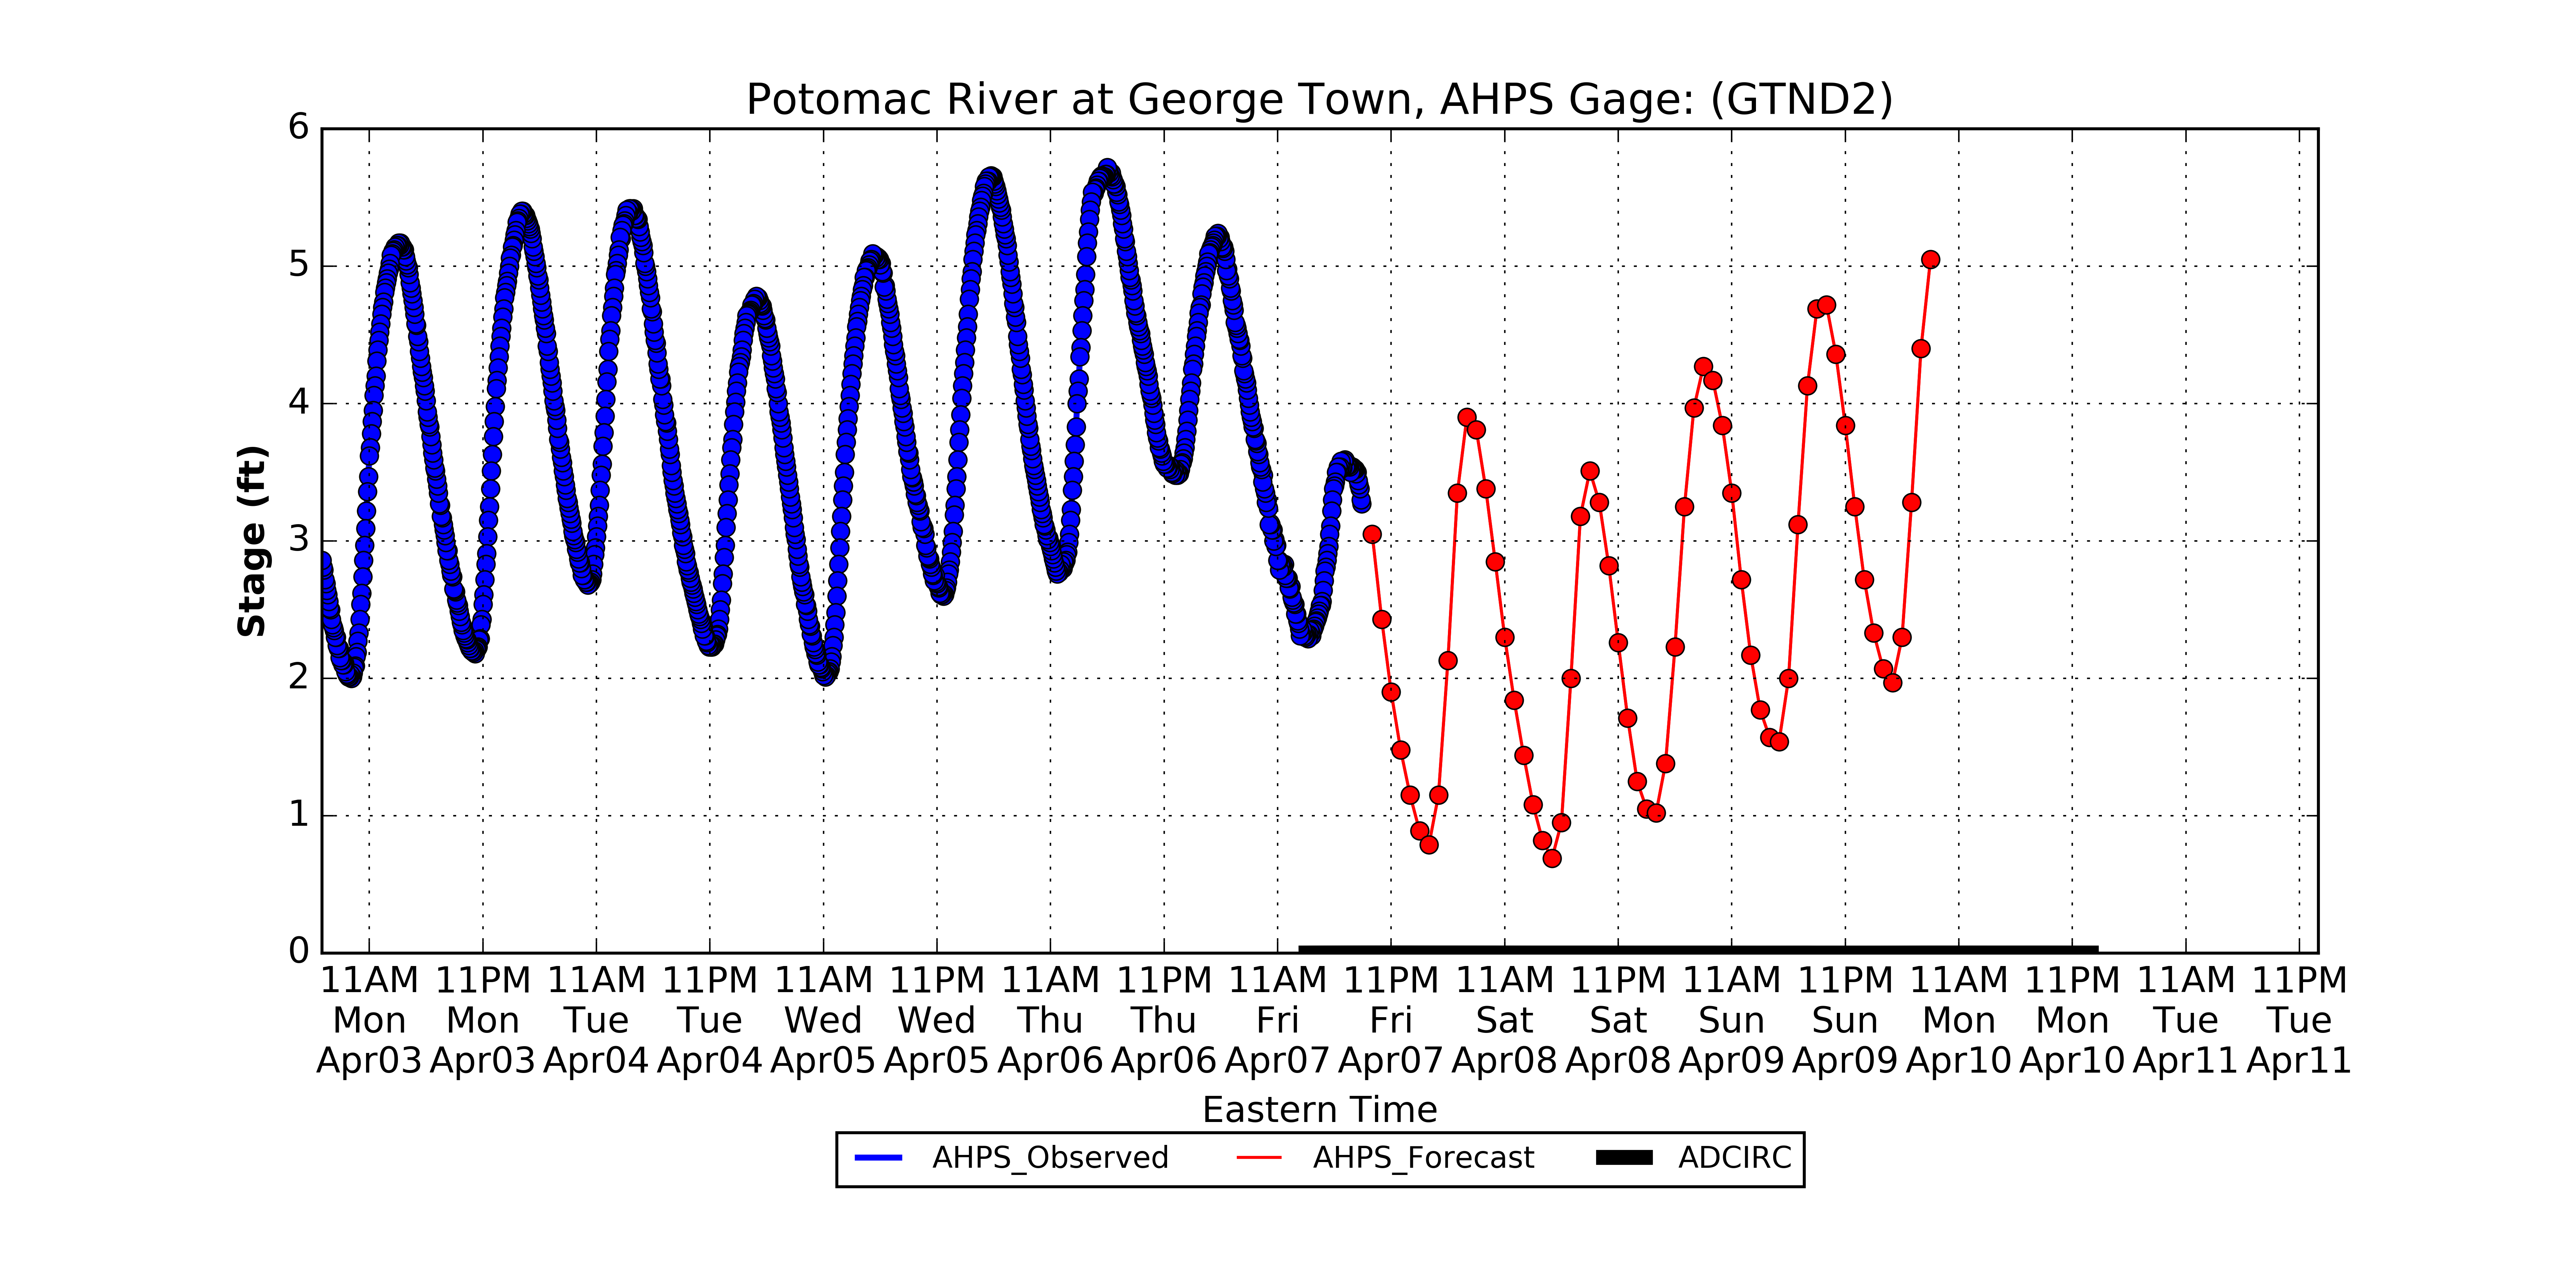 Potomac River at George Town, AHPS Gage: (GTND2)
Stage (ft)
6
5
4
3
2
1
0
11AM 11PM 11AM 11PM 11AM 11PM 11AM 11PM 11AM 11PM 11AM 11PM 11AM 11PM 11AM 11PM 11AM 11PM
Mon Mon Tue Tue Wed Wed Thu Thu Fri Fri Sat Sat Sun Sun Mon Mon Tue Tue
Apr03 Apr03 Apr04 Apr04 Apr05 Apr05 Apr06 Apr06 Apr07 Apr07 Apr08 Apr08 Apr09 Apr09 Apr10 Apr10 Apr11 Apr11
Eastern Time
AHPS_Observed AHPS_Forecast ADCIRC